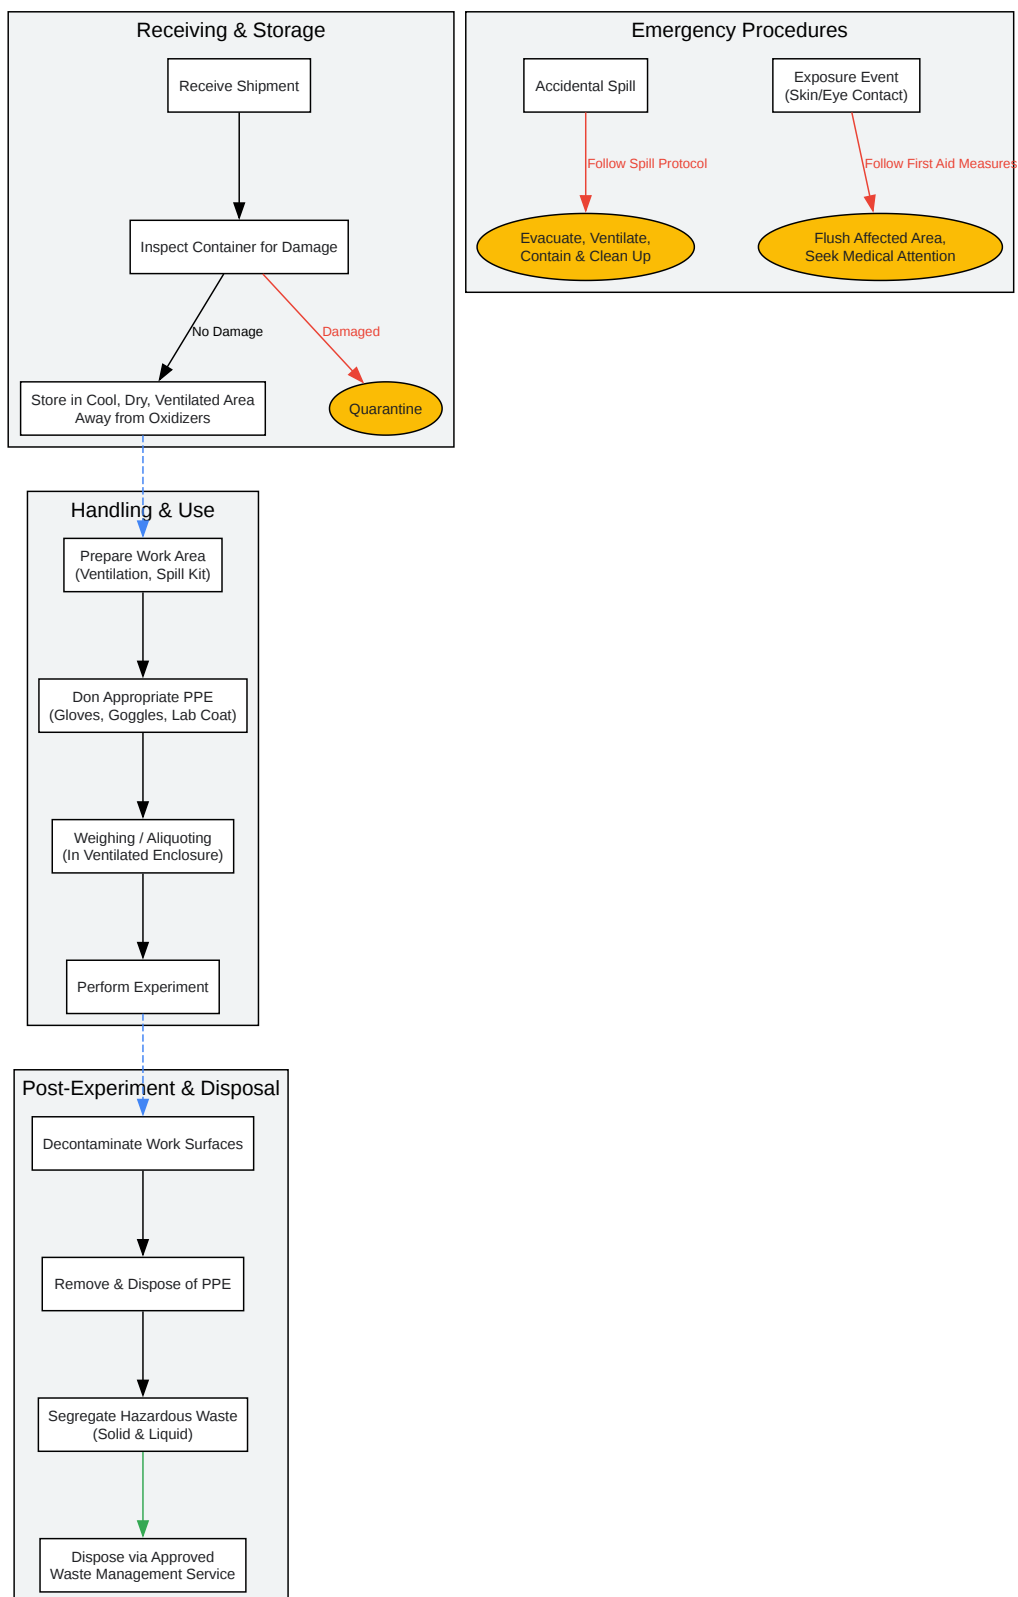 Receiving & Storage
Receive Shipment
Inspect Container for Damage
No Damage
Damaged
Store in Cool, Dry, Ventilated Area
Away from Oxidizers
Quarantine
Emergency Procedures
Accidental Spill
Exposure Event
(Skin/Eye Contact)
Follow Spill Protocol
Follow First Aid Measures
Evacuate, Ventilate,
Contain & Clean Up
Flush Affected Area,
Seek Medical Attention
Handling & Use
Prepare Work Area
(Ventilation, Spill Kit)
Don Appropriate PPE
(Gloves, Goggles, Lab Coat)
Weighing / Aliquoting
(In Ventilated Enclosure)
Perform Experiment
Post-Experiment & Disposal
Decontaminate Work Surfaces
Remove & Dispose of PPE
Segregate Hazardous Waste
(Solid & Liquid)
Dispose via Approved
Waste Management Service